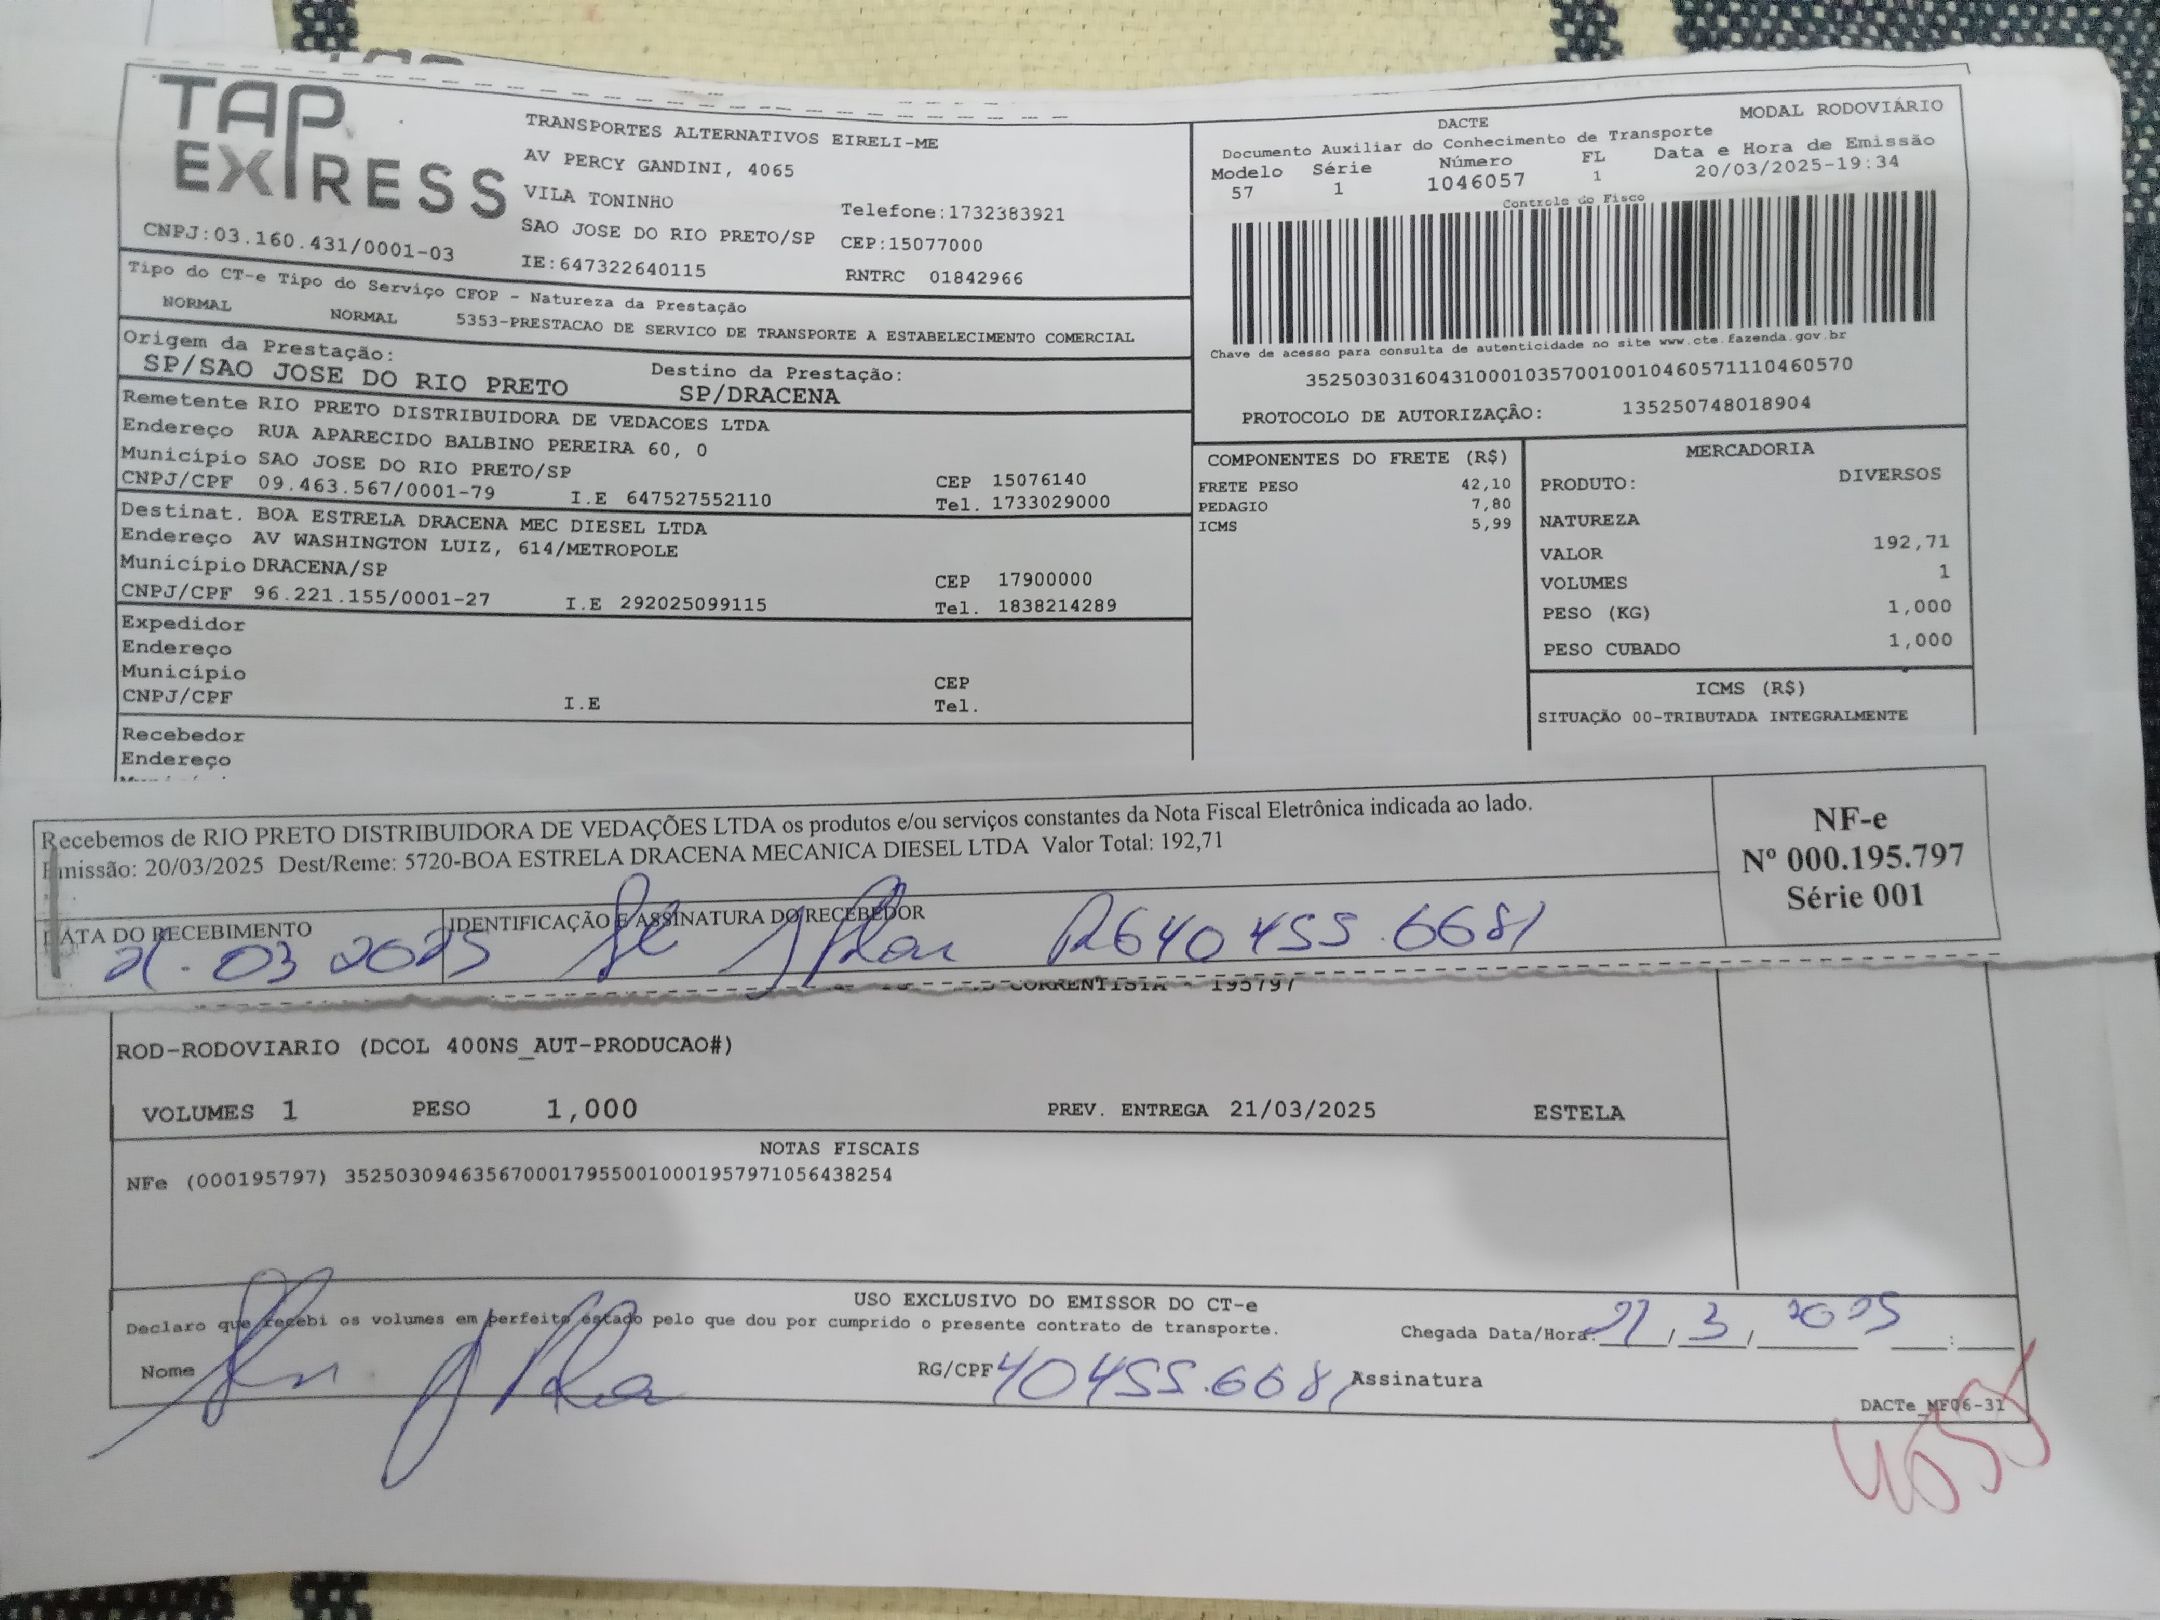 TAP EXPRESS
TRANSPORTES ALTERNATIVOS EIRELI-ME
AV PERCY GANDINI, 4065
VILA TONINHO
Telefone:1732383921
SAO JOSE DO RIO PRETO/SP CEP:15077000
CNPJ:03.160.431/0001-03 IE:647322640115 RNTRC 01842966
Tipo do CT-e Tipo do Serviço CFOP - Natureza da Prestação
NORMAL NORMAL 5353-PRESTACAO DE SERVICO DE TRANSPORTE A ESTABELECIMENTO COMERCIAL
Origem da Prestação: Destino da Prestação:
SP/SAO JOSE DO RIO PRETO SP/DRACENA
Remetente RIO PRETO DISTRIBUIDORA DE VEDACOES LTDA
Endereço RUA APARECIDO BALBINO PEREIRA 60, 0
Município SAO JOSE DO RIO PRETO/SP CEP 15076140
CNPJ/CPF 09.463.567/0001-79 I.E 647527552110 Tel. 1733029000
Destinat. BOA ESTRELA DRACENA MEC DIESEL LTDA
Endereço AV WASHINGTON LUIZ, 614/METROPOLE
Município DRACENA/SP CEP 17900000
CNPJ/CPF 96.221.155/0001-27 I.E 292025099115 Tel. 1838214289
Expedidor
Endereço
Município CEP
CNPJ/CPF I.E Tel.
Recebedor
Endereço
DACTE MODAL RODOVIÁRIO
Documento Auxiliar do Conhecimento de Transporte
Modelo Série Número FL Data e Hora de Emissão
57 1 1046057 1 20/03/2025-19:34
Controle do Fisco
Chave de acesso para consulta de autenticidade no site www.cte.fazenda.gov.br
35250303160431000103570010010460571110460570
PROTOCOLO DE AUTORIZAÇÃO: 135250748018904
COMPONENTES DO FRETE (R$)
FRETE PESO 42,10
PEDAGIO 7,80
ICMS 5,99
MERCADORIA
PRODUTO: DIVERSOS
NATUREZA
VALOR 192,71
VOLUMES 1
PESO (KG) 1,000
PESO CUBADO 1,000
ICMS (R$)
SITUAÇÃO 00-TRIBUTADA INTEGRALMENTE
Recebemos de RIO PRETO DISTRIBUIDORA DE VEDAÇÕES LTDA os produtos e/ou serviços constantes da Nota Fiscal Eletrônica indicada ao lado.
Emissão: 20/03/2025 Dest/Reme: 5720-BOA ESTRELA DRACENA MECANICA DIESEL LTDA Valor Total: 192,71
DATA DO RECEBIMENTO IDENTIFICAÇÃO E ASSINATURA DO RECEBEDOR
21.03 2025 R640455.6681
NF-e
Nº 000.195.797
Série 001
CORRENTISTA - 195797
ROD-RODOVIARIO (DCOL 400NS_AUT-PRODUCAO#)
VOLUMES 1 PESO 1,000 PREV. ENTREGA 21/03/2025 ESTELA
NOTAS FISCAIS
NFe (000195797) 35250309463567000179550010001957971056438254
USO EXCLUSIVO DO EMISSOR DO CT-e
Declaro que recebi os volumes em perfeito estado pelo que dou por cumprido o presente contrato de transporte. Chegada Data/Hora: 21/3/2025 :
Nome RG/CPF 40455.6681 Assinatura
DACTe_MF06-31